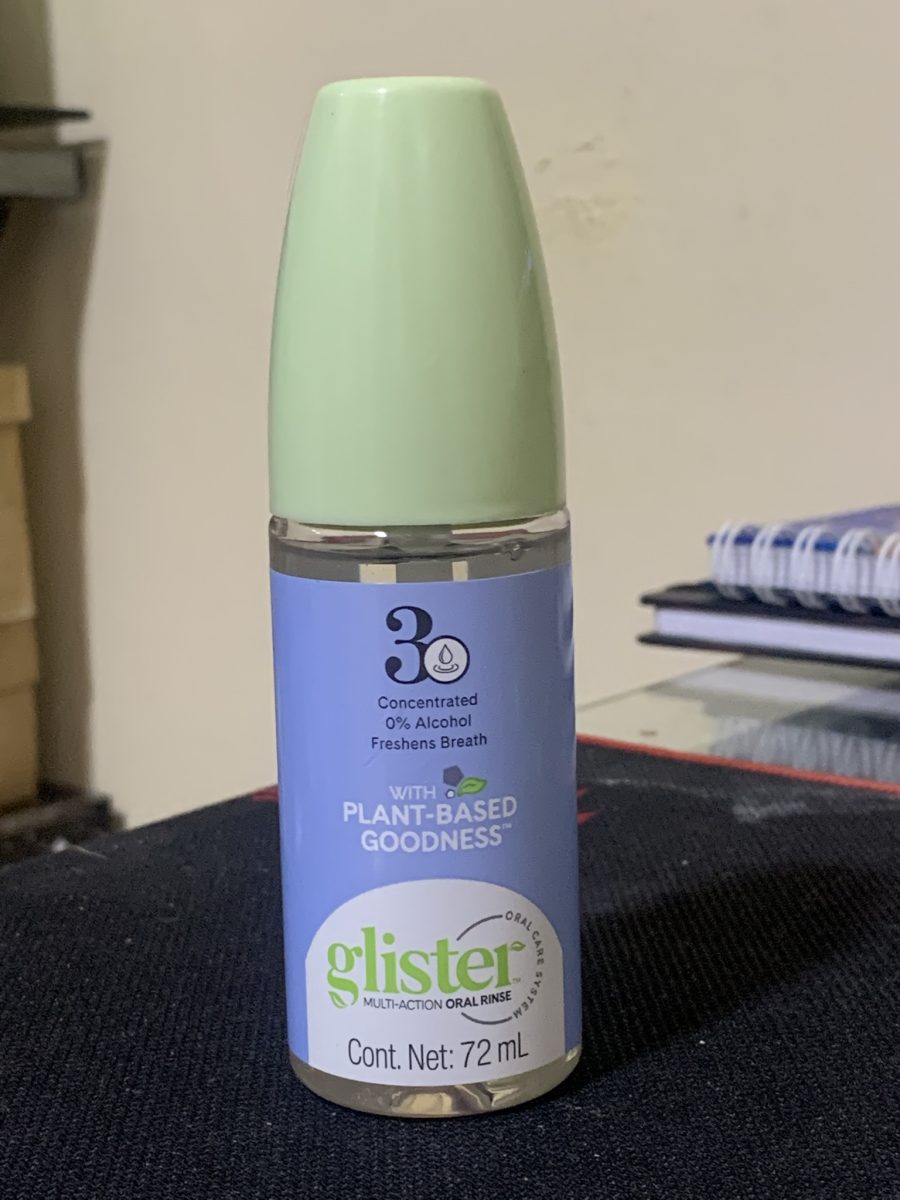 3
Concentrated
0% Alcohol
Freshens Breath
WITH
PLANT-BASED
GOODNESS™
glister™
MULTI-ACTION ORAL RINSE
ORAL CARE SYSTEM
Cont. Net: 72 mL